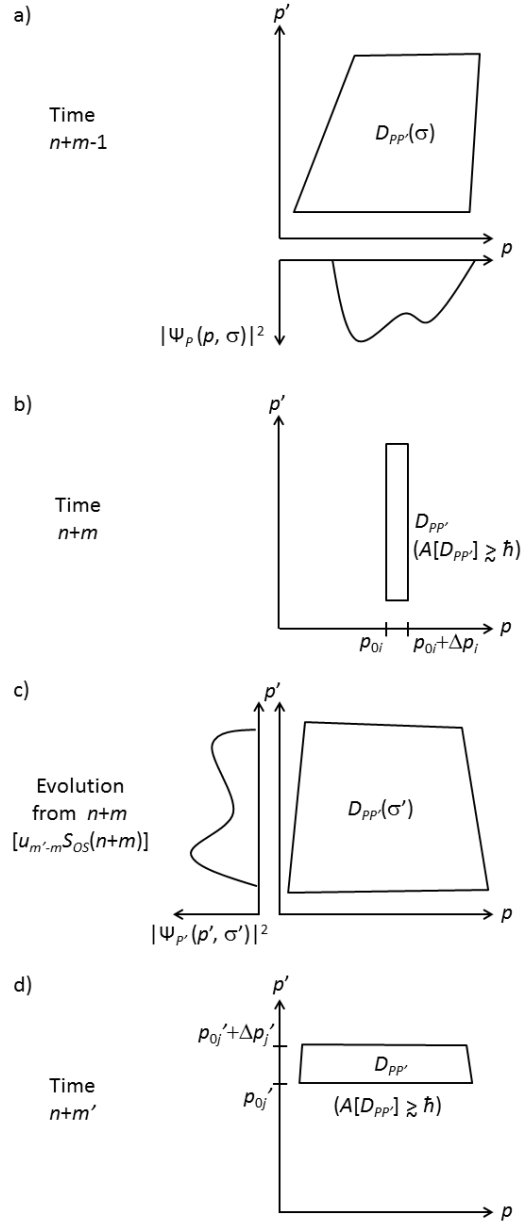 a)
p'
Time
n+m-1
D_PP'(σ)
p
|Ψ_P(p, σ)|²
b)
p'
Time
n+m
D_PP'
(A[D_PP'] ≳ ħ)
p
p_0i
p_0i+Δp_i
c)
p'
Evolution
from n+m
[u_m'-m S_OS(n+m)]
D_PP'(σ')
p
|Ψ_P'(p', σ')|²
d)
p'
p_0j'+Δp_j'
D_PP'
p_0j'
Time
n+m'
(A[D_PP'] ≳ ħ)
p